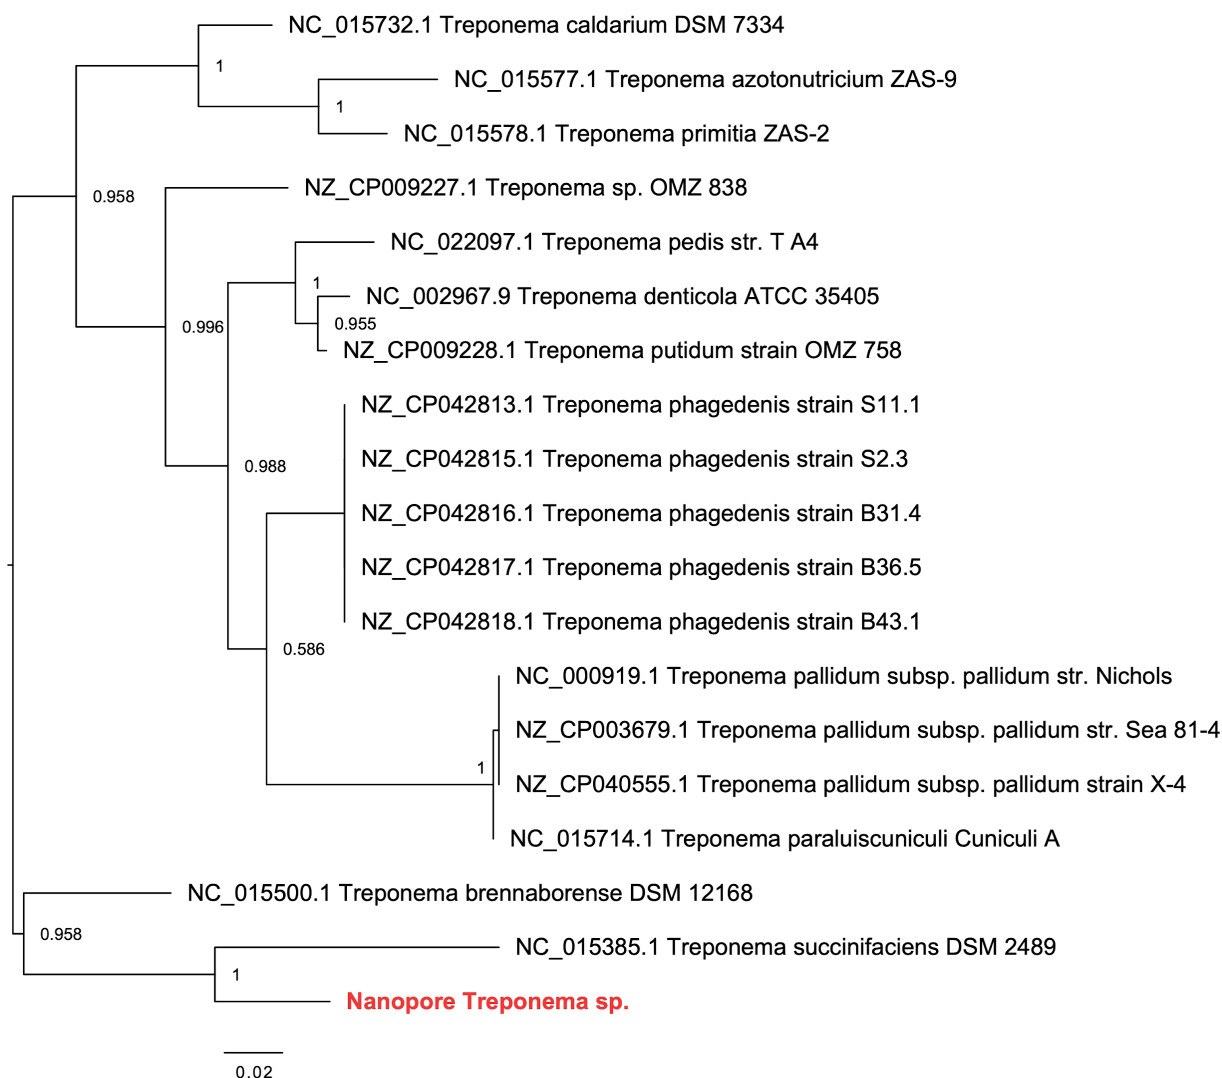 NC_015732.1 Treponema caldarium DSM 7334
1
NC_015577.1 Treponema azotonutricium ZAS-9
1
NC_015578.1 Treponema primitia ZAS-2
0.958
NZ_CP009227.1 Treponema sp. OMZ 838
NC_022097.1 Treponema pedis str. T A4
1
NC_002967.9 Treponema denticola ATCC 35405
0.996
0.955
NZ_CP009228.1 Treponema putidum strain OMZ 758
NZ_CP042813.1 Treponema phagedenis strain S11.1
NZ_CP042815.1 Treponema phagedenis strain S2.3
0.988
NZ_CP042816.1 Treponema phagedenis strain B31.4
NZ_CP042817.1 Treponema phagedenis strain B36.5
NZ_CP042818.1 Treponema phagedenis strain B43.1
0.586
NC_000919.1 Treponema pallidum subsp. pallidum str. Nichols
NZ_CP003679.1 Treponema pallidum subsp. pallidum str. Sea 81-4
1
NZ_CP040555.1 Treponema pallidum subsp. pallidum strain X-4
NC_015714.1 Treponema paraluiscuniculi Cuniculi A
NC_015500.1 Treponema brennaborense DSM 12168
0.958
NC_015385.1 Treponema succinifaciens DSM 2489
1
Nanopore Treponema sp.
0.02